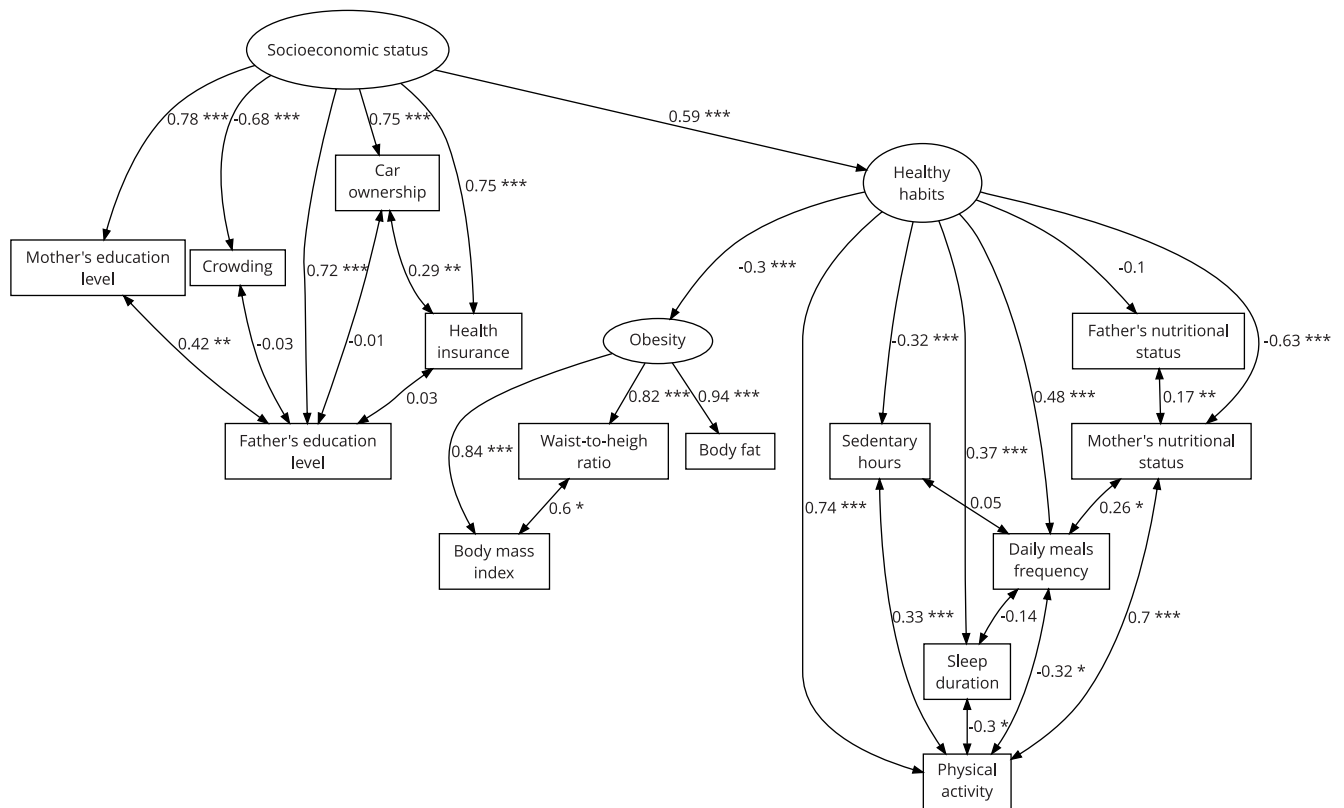 Socioeconomic status
0.78 ***
-0.68 ***
0.75 ***
0.59 ***
Car
ownership
Healthy
habits
0.75 ***
Mother's education
level
Crowding
0.72 ***
0.29 **
-0.3 ***
-0.1
Health
insurance
Obesity
Father's nutritional
status
0.42 **
-0.03
-0.01
-0.32 ***
-0.63 ***
0.03
0.82 ***
0.94 ***
0.48 ***
0.17 **
Father's education
level
0.84 ***
Waist-to-heigh
ratio
Body fat
Sedentary
hours
0.37 ***
Mother's nutritional
status
0.6 *
0.74 ***
0.05
0.26 *
Body mass
index
Daily meals
frequency
0.33 ***
-0.14
0.7 ***
Sleep
duration
-0.32 *
-0.3 *
Physical
activity